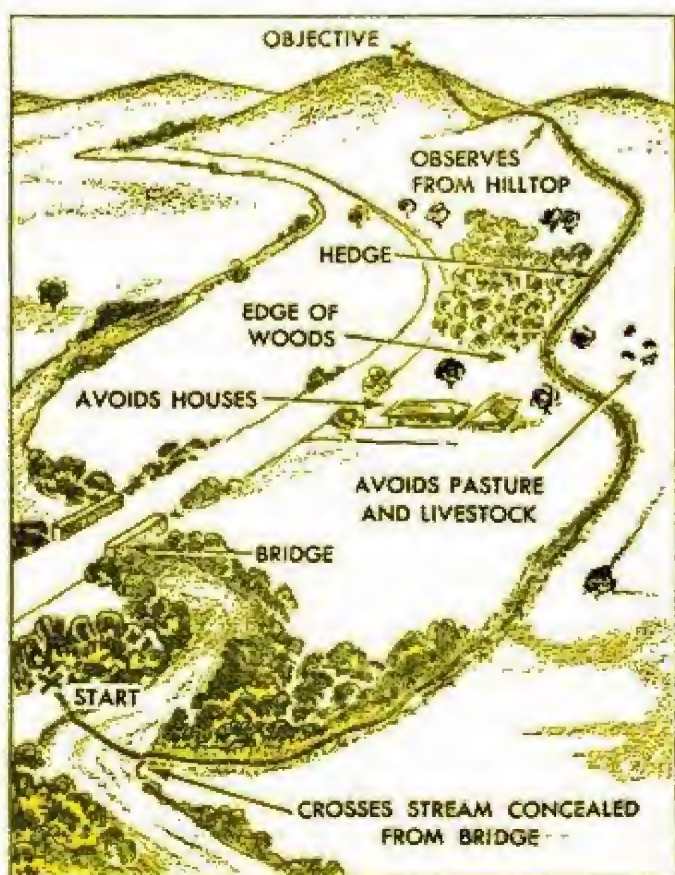 OBJECTIVE
OBSERVES
FROM HILLTOP
HEDGE
EDGE OF
WOODS
AVOIDS HOUSES
AVOIDS PASTURE
AND LIVESTOCK
BRIDGE
START
CROSSES STREAM CONCEALED
FROM BRIDGE